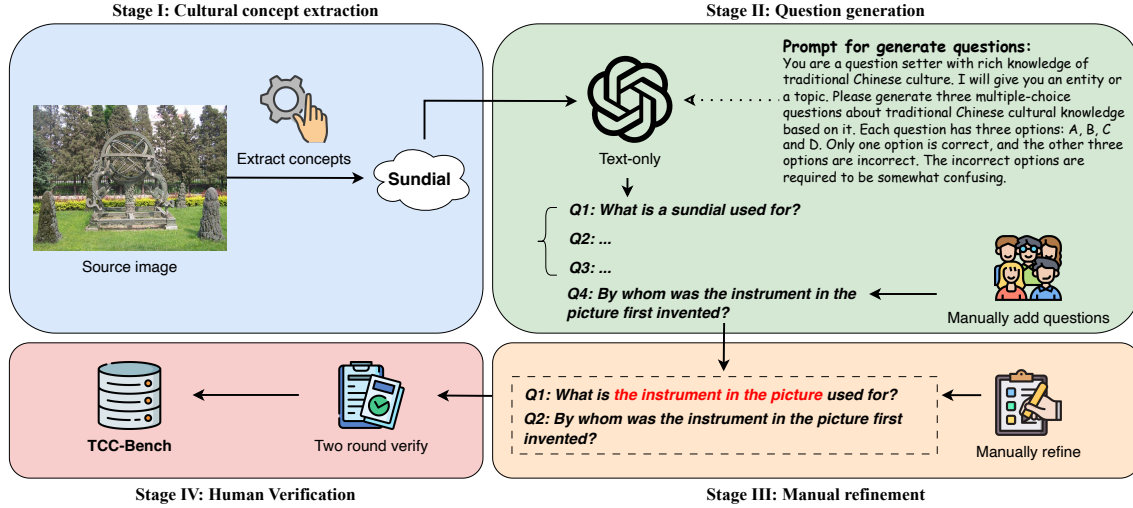 Stage I: Cultural concept extraction
Source image
Extract concepts
Sundial
Stage II: Question generation
Text-only
Prompt for generate questions:
You are a question setter with rich knowledge of
traditional Chinese culture. I will give you an entity or
a topic. Please generate three multiple-choice
questions about traditional Chinese cultural knowledge
based on it. Each question has three options: A, B, C
and D. Only one option is correct, and the other three
options are incorrect. The incorrect options are
required to be somewhat confusing.
Q1: What is a sundial used for?
Q2: ...
Q3: ...
Q4: By whom was the instrument in the
picture first invented?
Manually add questions
Q1: What is the instrument in the picture used for?
Q2: By whom was the instrument in the picture first
invented?
Manually refine
Stage III: Manual refinement
Two round verify
TCC-Bench
Stage IV: Human Verification